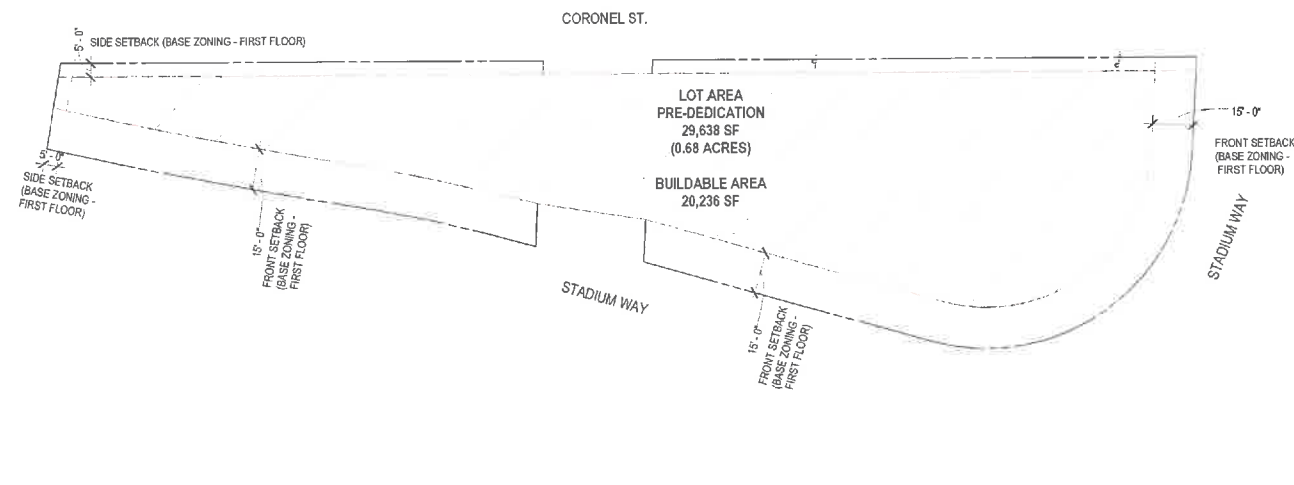 CORONEL ST.
5'-0"
SIDE SETBACK (BASE ZONING - FIRST FLOOR)
LOT AREA
PRE-DEDICATION
29,638 SF
(0.68 ACRES)
BUILDABLE AREA
20,236 SF
15'-0"
FRONT SETBACK
(BASE ZONING -
FIRST FLOOR)
STADIUM WAY
5'-0"
SIDE SETBACK
(BASE ZONING -
FIRST FLOOR)
15'-0"
FRONT SETBACK
(BASE ZONING -
FIRST FLOOR)
STADIUM WAY
15'-0"
FRONT SETBACK
(BASE ZONING -
FIRST FLOOR)